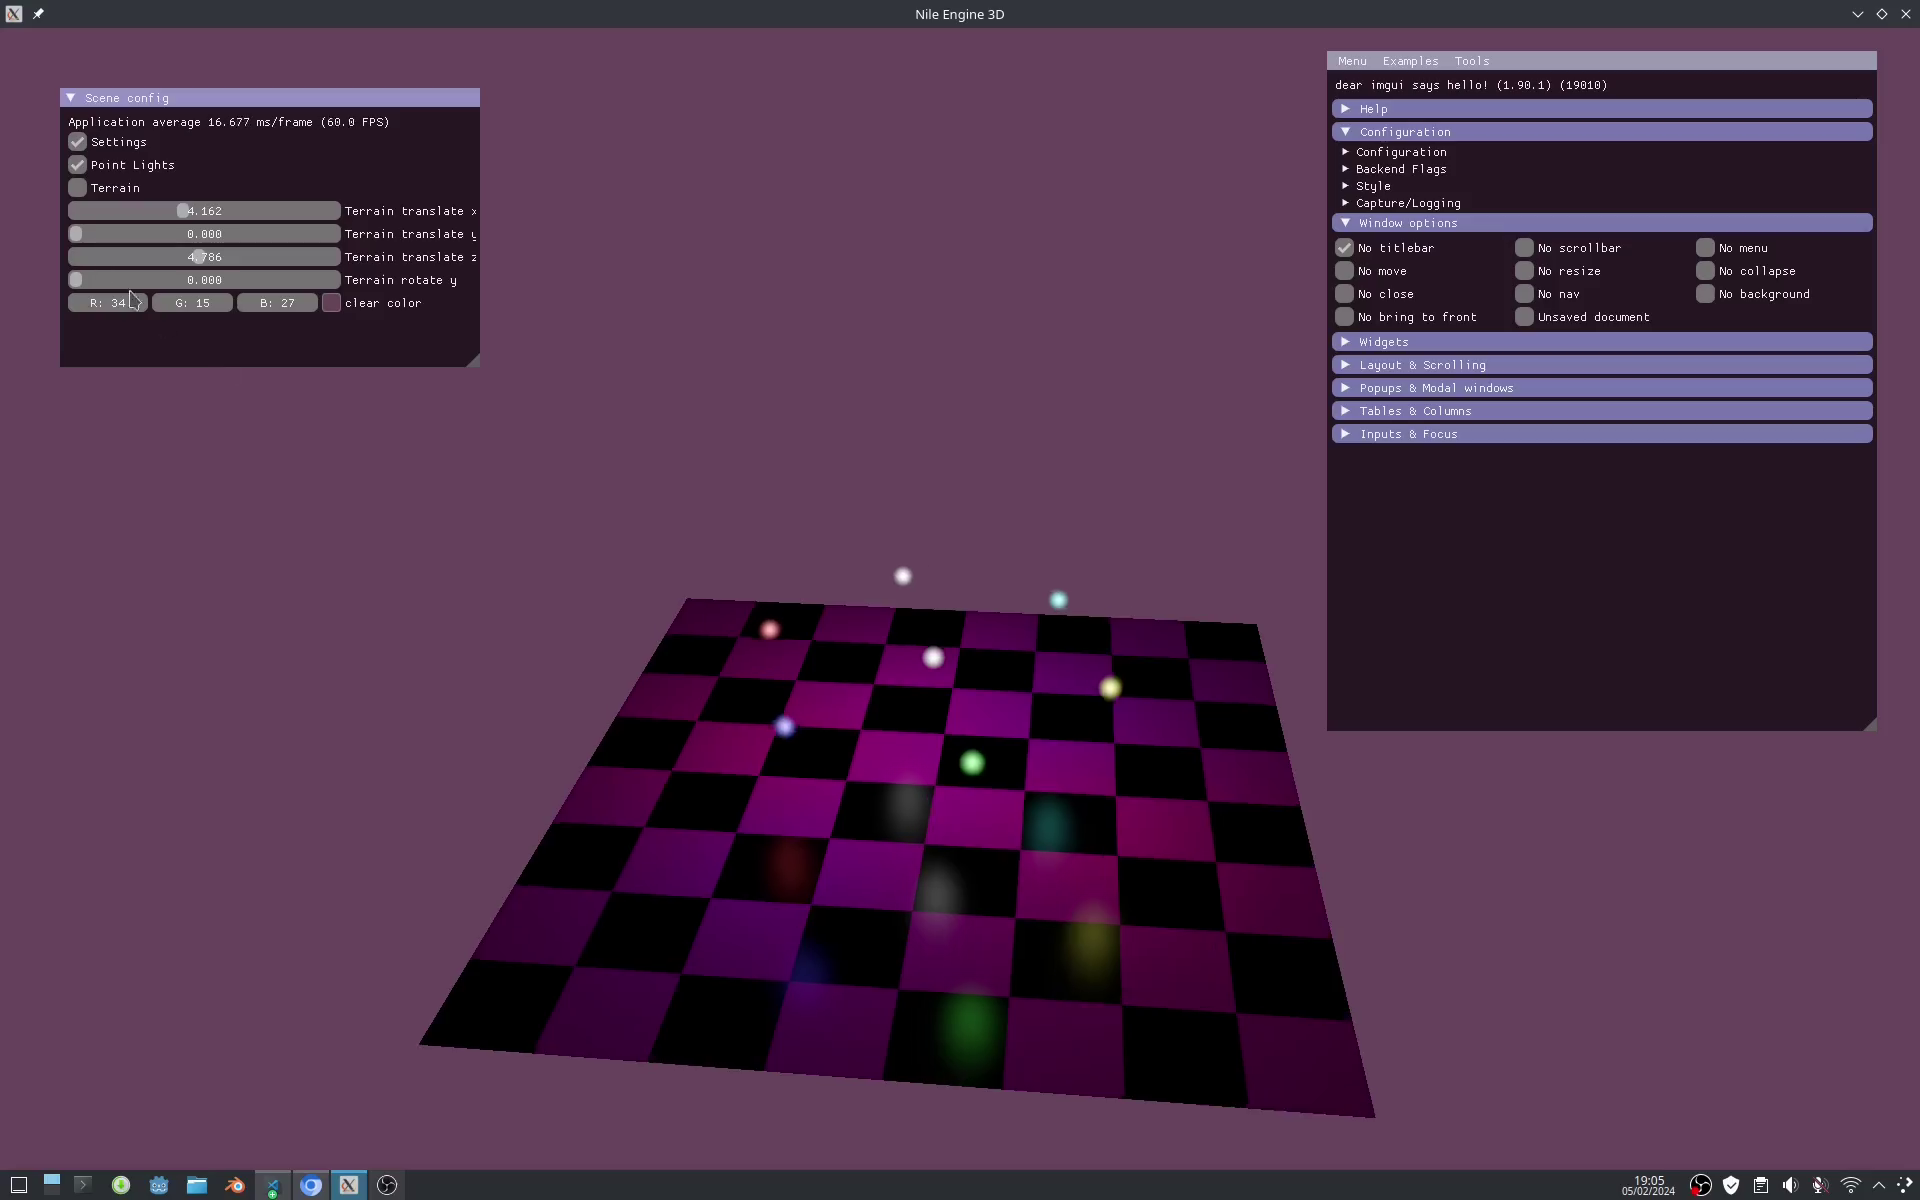 Nile Engine 3D
Scene config
Application average 16.677 ms/frame (60.0 FPS)
Settings
Point Lights
Terrain
4.162 Terrain translate x
0.000 Terrain translate y
4.786 Terrain translate z
0.000 Terrain rotate y
R: 34 G: 15 B: 27 clear color
Menu Examples Tools
dear imgui says hello! (1.90.1) (19010)
Help
Configuration
Configuration
Backend Flags
Style
Capture/Logging
Window options
No titlebar No scrollbar No menu
No move No resize No collapse
No close No nav No background
No bring to front Unsaved document
Widgets
Layout & Scrolling
Popups & Modal windows
Tables & Columns
Inputs & Focus
19:05
05/02/2024